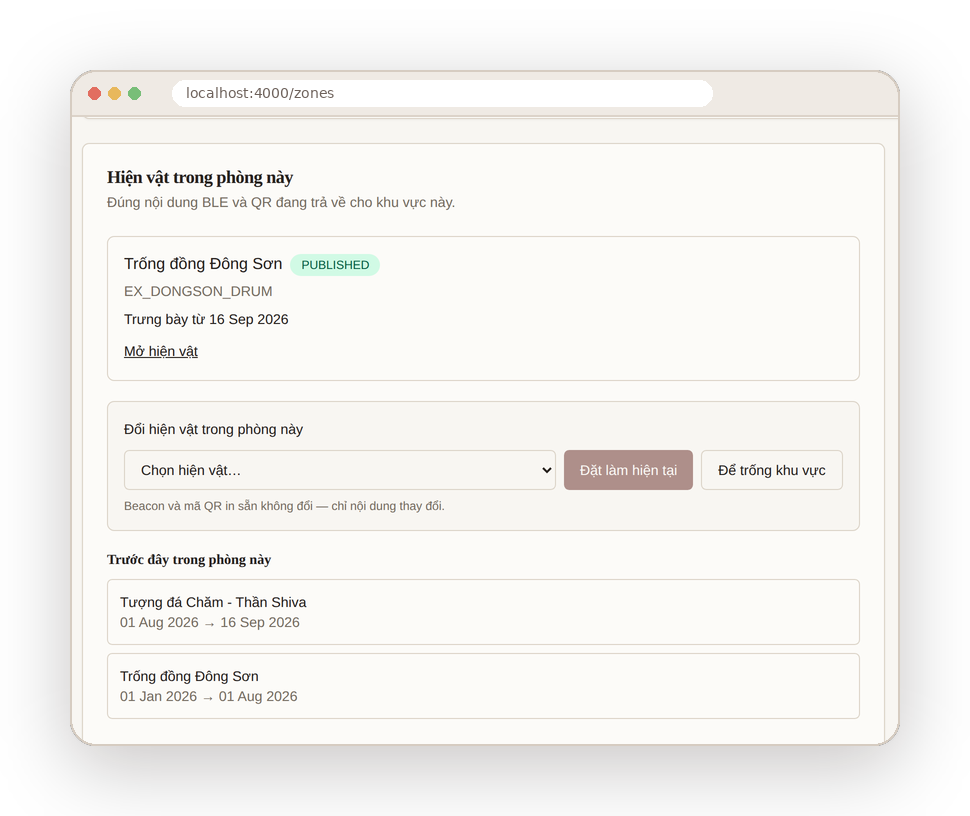 localhost:4000/zones
Hiện vật trong phòng này
Đúng nội dung BLE và QR đang trả về cho khu vực này.
Trống đồng Đông Sơn PUBLISHED
EX_DONGSON_DRUM
Trưng bày từ 16 Sep 2026
Mở hiện vật
Đổi hiện vật trong phòng này
Chọn hiện vật… Đặt làm hiện tại Để trống khu vực
Beacon và mã QR in sẵn không đổi — chỉ nội dung thay đổi.
Trước đây trong phòng này
Tượng đá Chăm - Thần Shiva
01 Aug 2026 → 16 Sep 2026
Trống đồng Đông Sơn
01 Jan 2026 → 01 Aug 2026